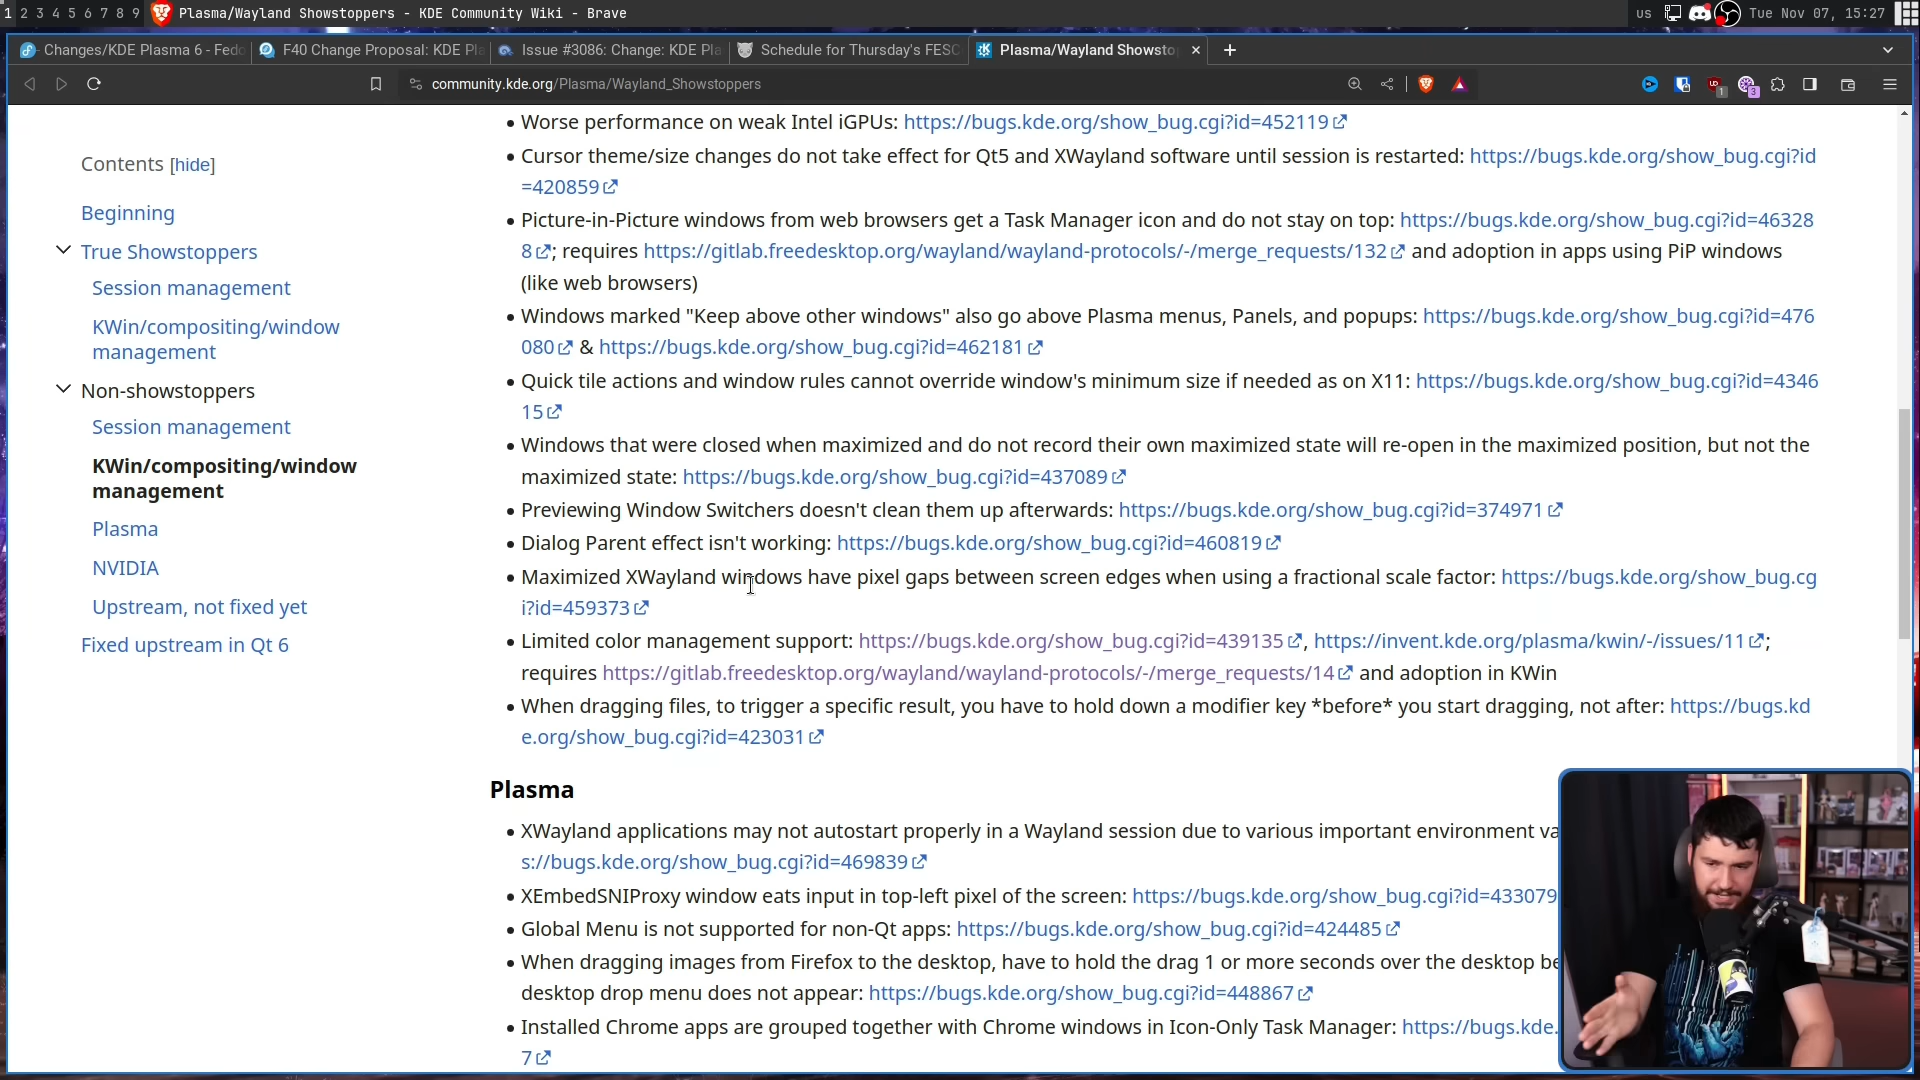 1 2 3 4 5 6 7 8 9 Plasma/Wayland Showstoppers - KDE Community Wiki - Brave us Tue Nov 07, 15:27
Changes/KDE Plasma 6 - Fedo F40 Change Proposal: KDE Pl Issue #3086: Change: KDE Pla Schedule for Thursday's FESC Plasma/Wayland Showsto
community.kde.org/Plasma/Wayland_Showstoppers
Contents [hide]
Beginning
True Showstoppers
Session management
KWin/compositing/window
management
Non-showstoppers
Session management
KWin/compositing/window
management
Plasma
NVIDIA
Upstream, not fixed yet
Fixed upstream in Qt 6
Worse performance on weak Intel iGPUs: https://bugs.kde.org/show_bug.cgi?id=452119
Cursor theme/size changes do not take effect for Qt5 and XWayland software until session is restarted: https://bugs.kde.org/show_bug.cgi?id
=420859
Picture-in-Picture windows from web browsers get a Task Manager icon and do not stay on top: https://bugs.kde.org/show_bug.cgi?id=46328
8; requires https://gitlab.freedesktop.org/wayland/wayland-protocols/-/merge_requests/132 and adoption in apps using PiP windows
(like web browsers)
Windows marked "Keep above other windows" also go above Plasma menus, Panels, and popups: https://bugs.kde.org/show_bug.cgi?id=476
080 & https://bugs.kde.org/show_bug.cgi?id=462181
Quick tile actions and window rules cannot override window's minimum size if needed as on X11: https://bugs.kde.org/show_bug.cgi?id=4346
15
Windows that were closed when maximized and do not record their own maximized state will re-open in the maximized position, but not the
maximized state: https://bugs.kde.org/show_bug.cgi?id=437089
Previewing Window Switchers doesn't clean them up afterwards: https://bugs.kde.org/show_bug.cgi?id=374971
Dialog Parent effect isn't working: https://bugs.kde.org/show_bug.cgi?id=460819
Maximized XWayland windows have pixel gaps between screen edges when using a fractional scale factor: https://bugs.kde.org/show_bug.cg
i?id=459373
Limited color management support: https://bugs.kde.org/show_bug.cgi?id=439135, https://invent.kde.org/plasma/kwin/-/issues/11;
requires https://gitlab.freedesktop.org/wayland/wayland-protocols/-/merge_requests/14 and adoption in KWin
When dragging files, to trigger a specific result, you have to hold down a modifier key *before* you start dragging, not after: https://bugs.kd
e.org/show_bug.cgi?id=423031
Plasma
XWayland applications may not autostart properly in a Wayland session due to various important environment va
s://bugs.kde.org/show_bug.cgi?id=469839
XEmbedSNIProxy window eats input in top-left pixel of the screen: https://bugs.kde.org/show_bug.cgi?id=433079
Global Menu is not supported for non-Qt apps: https://bugs.kde.org/show_bug.cgi?id=424485
When dragging images from Firefox to the desktop, have to hold the drag 1 or more seconds over the desktop be
desktop drop menu does not appear: https://bugs.kde.org/show_bug.cgi?id=448867
Installed Chrome apps are grouped together with Chrome windows in Icon-Only Task Manager: https://bugs.kde.
7